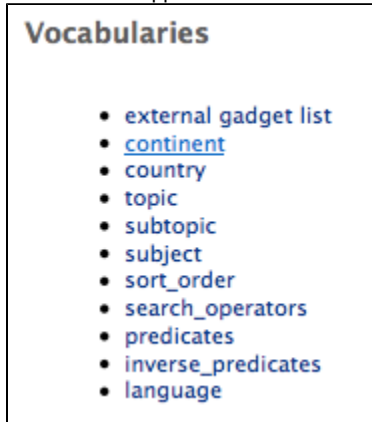 Vocabularies
external gadget list
continent
country
topic
subtopic
subject
sort_order
search_operators
predicates
inverse_predicates
language